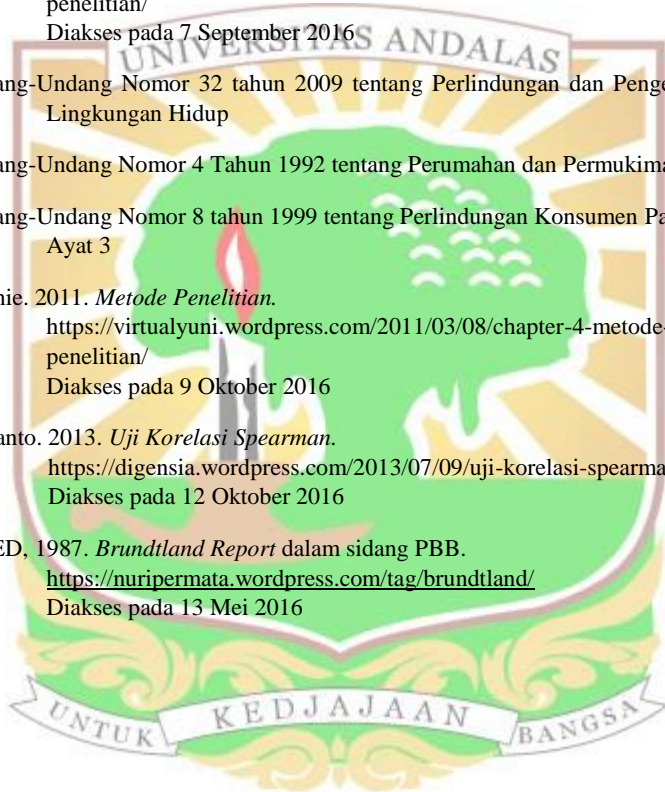 penelitian/
Diakses pada 7 September 2016
UNIVERSITAS ANDALAS
ang-Undang Nomor 32 tahun 2009 tentang Perlindungan dan Penge
Lingkungan Hidup
ang-Undang Nomor 4 Tahun 1992 tentang Perumahan dan Permukima
ang-Undang Nomor 8 tahun 1999 tentang Perlindungan Konsumen Pa
Ayat 3
nie. 2011. Metode Penelitian.
https://virtualyuni.wordpress.com/2011/03/08/chapter-4-metode-
penelitian/
Diakses pada 9 Oktober 2016
anto. 2013. Uji Korelasi Spearman.
https://digensia.wordpress.com/2013/07/09/uji-korelasi-spearma
Diakses pada 12 Oktober 2016
ED, 1987. Brundtland Report dalam sidang PBB.
https://nuripermata.wordpress.com/tag/brundtland/
Diakses pada 13 Mei 2016
UNTUK KEDJAJAAN BANGSA